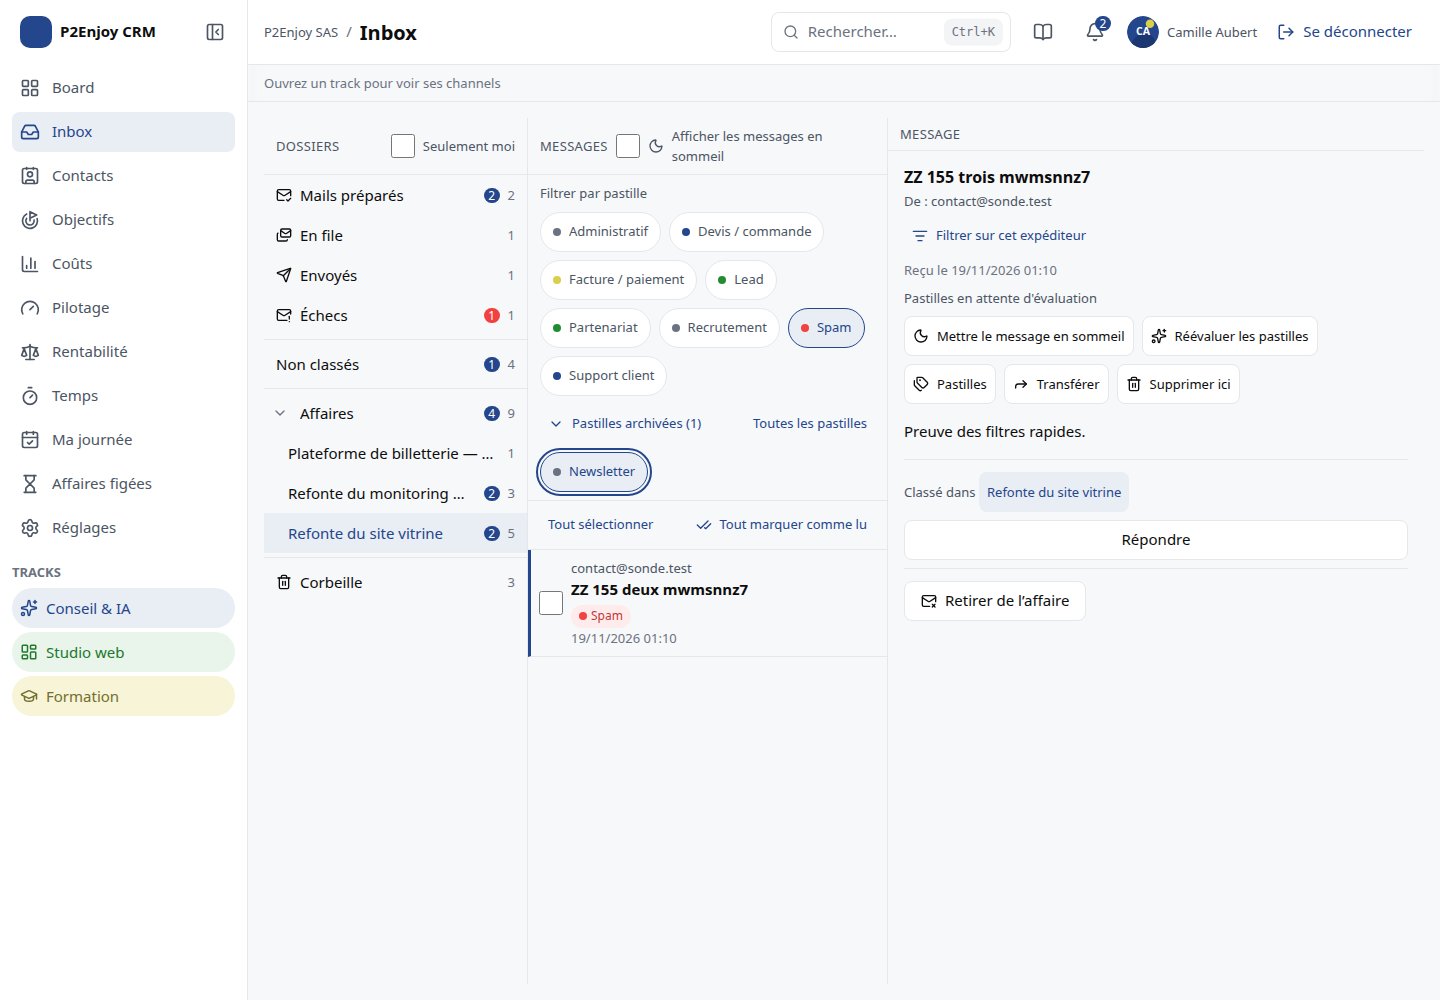 P2Enjoy CRM
Board
Inbox
Contacts
Objectifs
Coûts
Pilotage
Rentabilité
Temps
Ma journée
Affaires figées
Réglages
TRACKS
Conseil & IA
Studio web
Formation
P2Enjoy SAS / Inbox
Rechercher...
Ctrl+K
2
CA
Camille Aubert
Se déconnecter
Ouvrez un track pour voir ses channels
DOSSIERS
Seulement moi
Mails préparés 2 2
En file 1
Envoyés 1
Échecs 1 1
Non classés 1 4
Affaires 4 9
Plateforme de billetterie — ... 1
Refonte du monitoring ... 2 3
Refonte du site vitrine 2 5
Corbeille 3
MESSAGES
Afficher les messages en
sommeil
Filtrer par pastille
Administratif
Devis / commande
Facture / paiement
Lead
Partenariat
Recrutement
Spam
Support client
Pastilles archivées (1)
Toutes les pastilles
Newsletter
Tout sélectionner
Tout marquer comme lu
contact@sonde.test
ZZ 155 deux mwmsnnz7
Spam
19/11/2026 01:10
MESSAGE
ZZ 155 trois mwmsnnz7
De : contact@sonde.test
Filtrer sur cet expéditeur
Reçu le 19/11/2026 01:10
Pastilles en attente d'évaluation
Mettre le message en sommeil
Réévaluer les pastilles
Pastilles
Transférer
Supprimer ici
Preuve des filtres rapides.
Classé dans Refonte du site vitrine
Répondre
Retirer de l’affaire